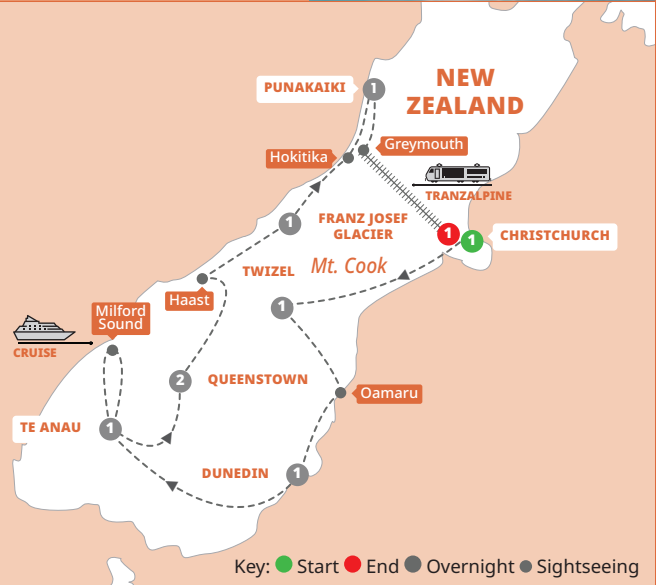 NEW
ZEALAND
PUNAKAIKI
1
Greymouth
Hokitika
TRANZALPINE
FRANZ JOSEF
GLACIER
1
1
1
CHRISTCHURCH
TWIZEL
Mt. Cook
Haast
1
Milford
Sound
CRUISE
2
QUEENSTOWN
Oamaru
TE ANAU
1
DUNEDIN
1
Key: Start End Overnight Sightseeing